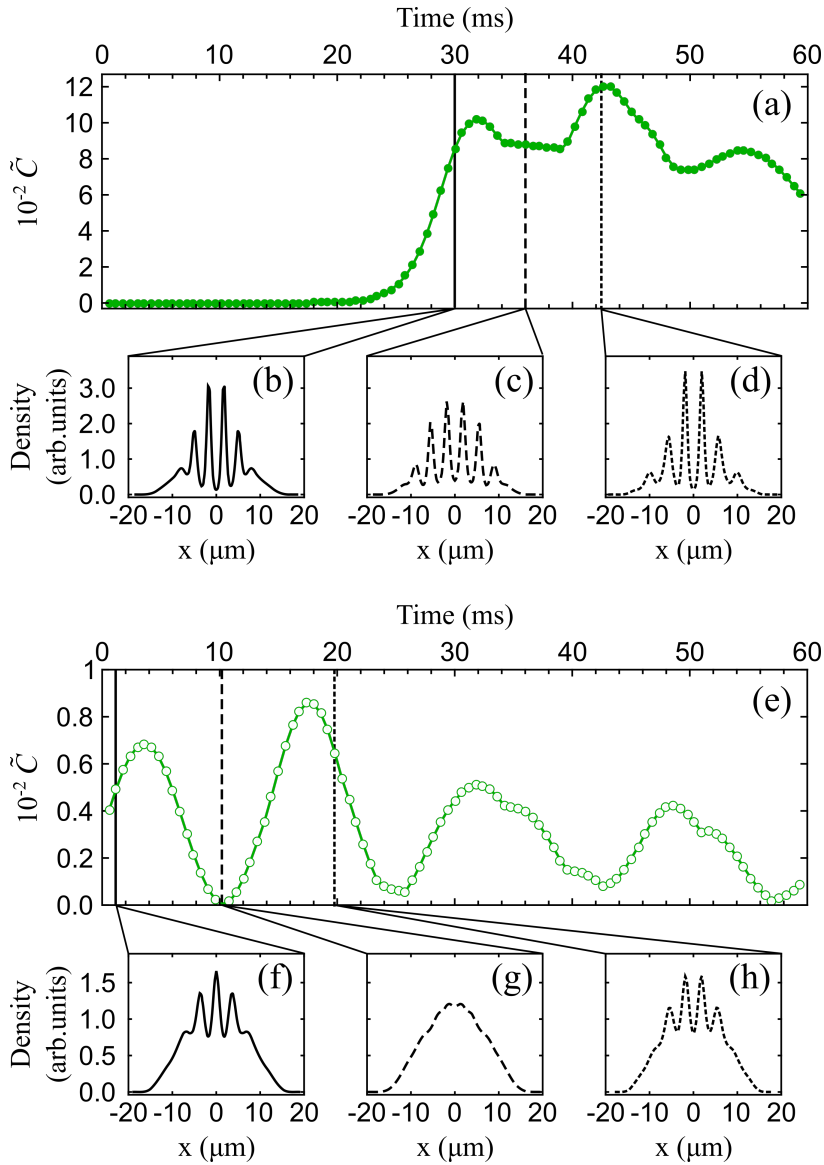 Time (ms)
0 10 20 30 40 50 60
(a)
10⁻² C̃
12
10
8
6
4
2
0
(b) (c) (d)
Density
(arb.units)
3.0
2.0
1.0
0.0
-20 -10 0 10 20 -20 -10 0 10 20 -20 -10 0 10 20
x (μm) x (μm) x (μm)
Time (ms)
0 10 20 30 40 50 60
(e)
10⁻² C̃
1
0.8
0.6
0.4
0.2
0.0
(f) (g) (h)
Density
(arb.units)
1.5
1.0
0.5
0.0
-20 -10 0 10 20 -20 -10 0 10 20 -20 -10 0 10 20
x (μm) x (μm) x (μm)